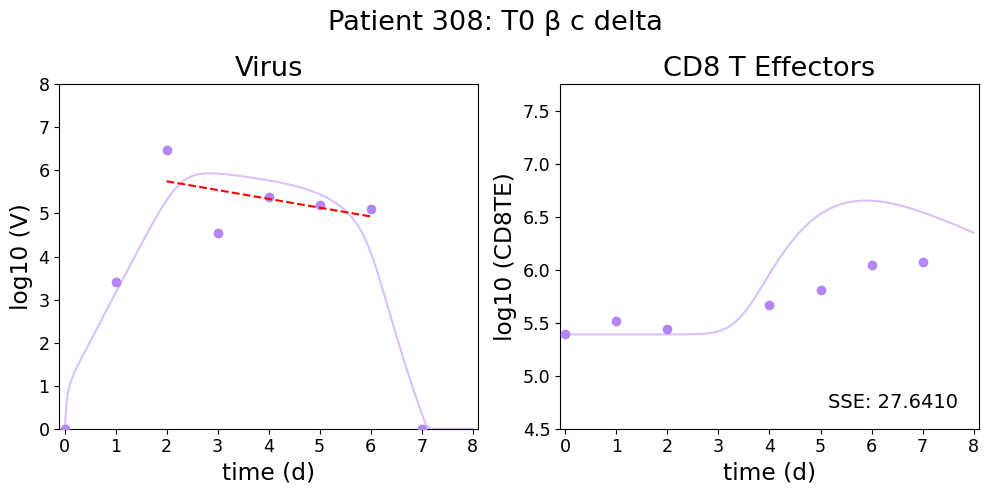 Patient 308: T0 β c delta
Virus
CD8 T Effectors
log10 (V)
8
7
6
5
4
3
2
1
0
0 1 2 3 4 5 6 7 8
time (d)
log10 (CD8TE)
7.5
7.0
6.5
6.0
5.5
5.0
4.5
SSE: 27.6410
0 1 2 3 4 5 6 7 8
time (d)